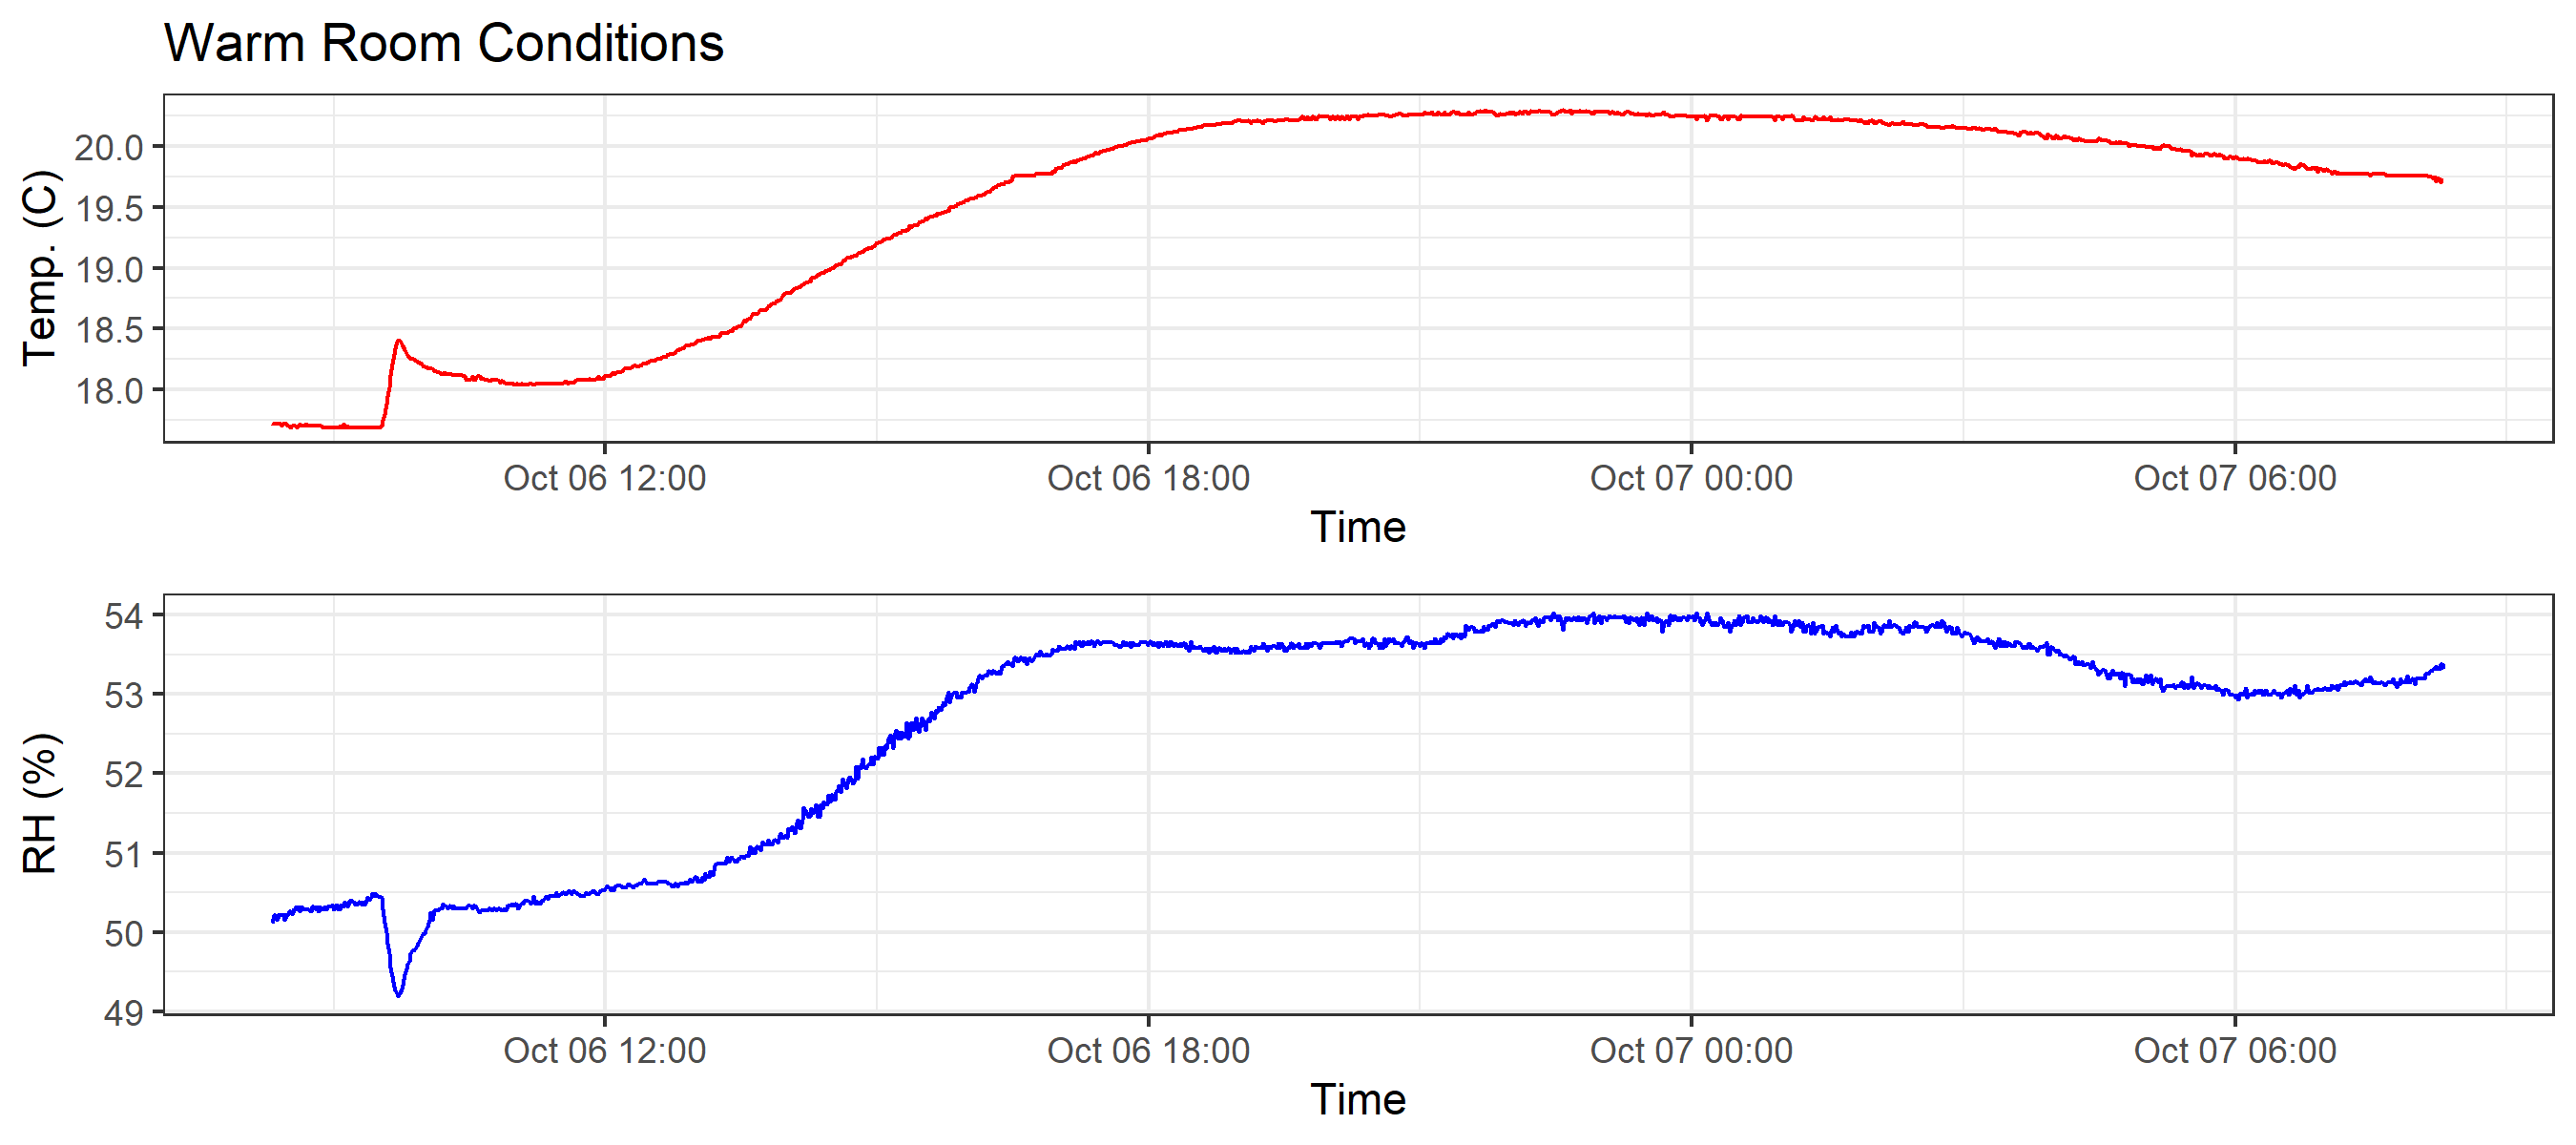 Warm Room Conditions
Temp. (C)
20.0
19.5
19.0
18.5
18.0
Oct 06 12:00 Oct 06 18:00 Oct 07 00:00 Oct 07 06:00
Time
RH (%)
54
53
52
51
50
49
Oct 06 12:00 Oct 06 18:00 Oct 07 00:00 Oct 07 06:00
Time